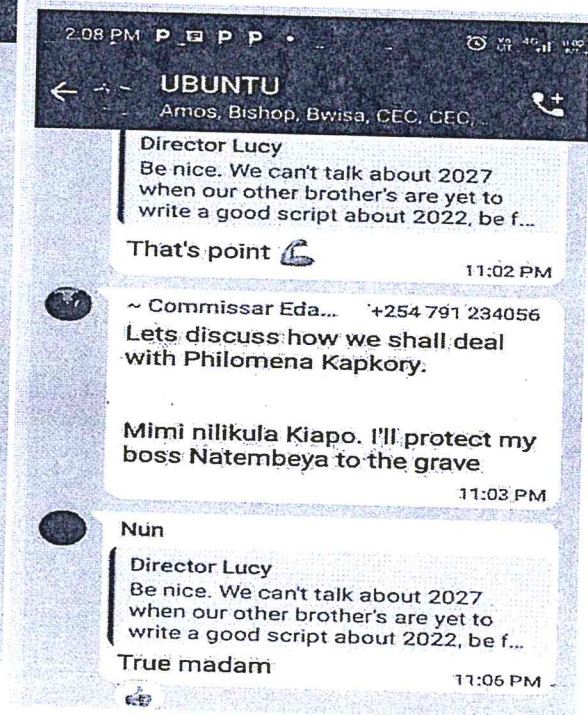 2:08 PM P P P •
UBUNTU
Amos, Bishop, Bwisa, CEC, CEC,
Director Lucy
Be nice. We can't talk about 2027
when our other brother's are yet to
write a good script about 2022, be f...
That's point 💪
11:02 PM
~ Commissar Eda... +254 791 234056
Lets discuss how we shall deal
with Philomena Kapkory.
Mimi nilikula Kiapo. I'll protect my
boss Natembeya to the grave
11:03 PM
Nun
Director Lucy
Be nice. We can't talk about 2027
when our other brother's are yet to
write a good script about 2022, be f...
True madam
11:06 PM
👍